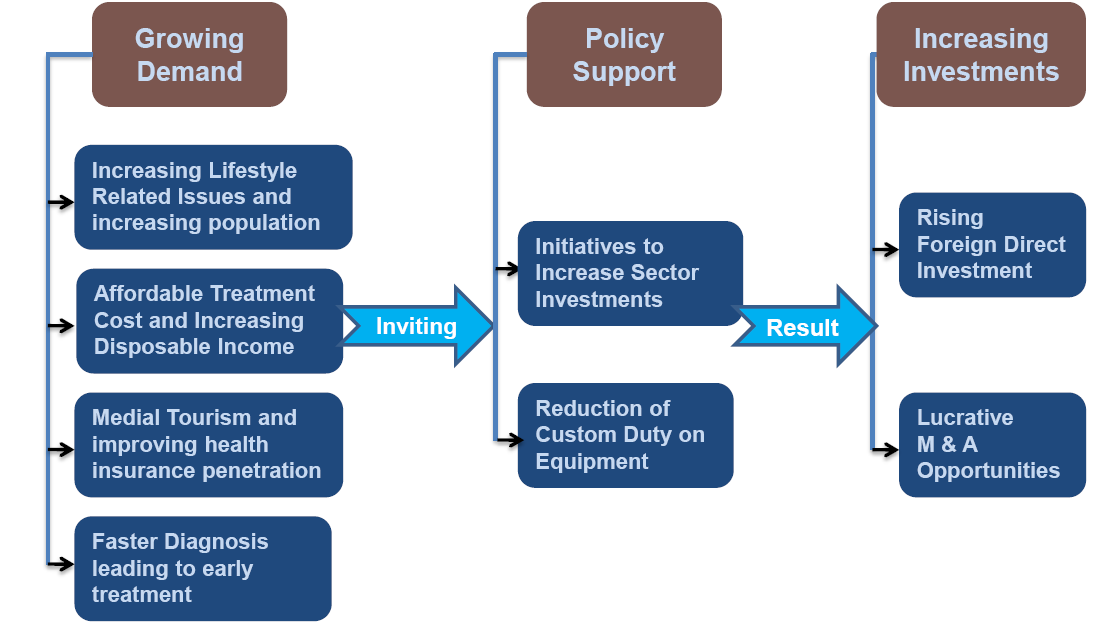 Growing
Demand
Increasing Lifestyle
Related Issues and
increasing population
Affordable Treatment
Cost and Increasing
Disposable Income
Medial Tourism and
improving health
insurance penetration
Faster Diagnosis
leading to early
treatment
Inviting
Policy
Support
Initiatives to
Increase Sector
Investments
Reduction of
Custom Duty on
Equipment
Result
Increasing
Investments
Rising
Foreign Direct
Investment
Lucrative
M & A
Opportunities